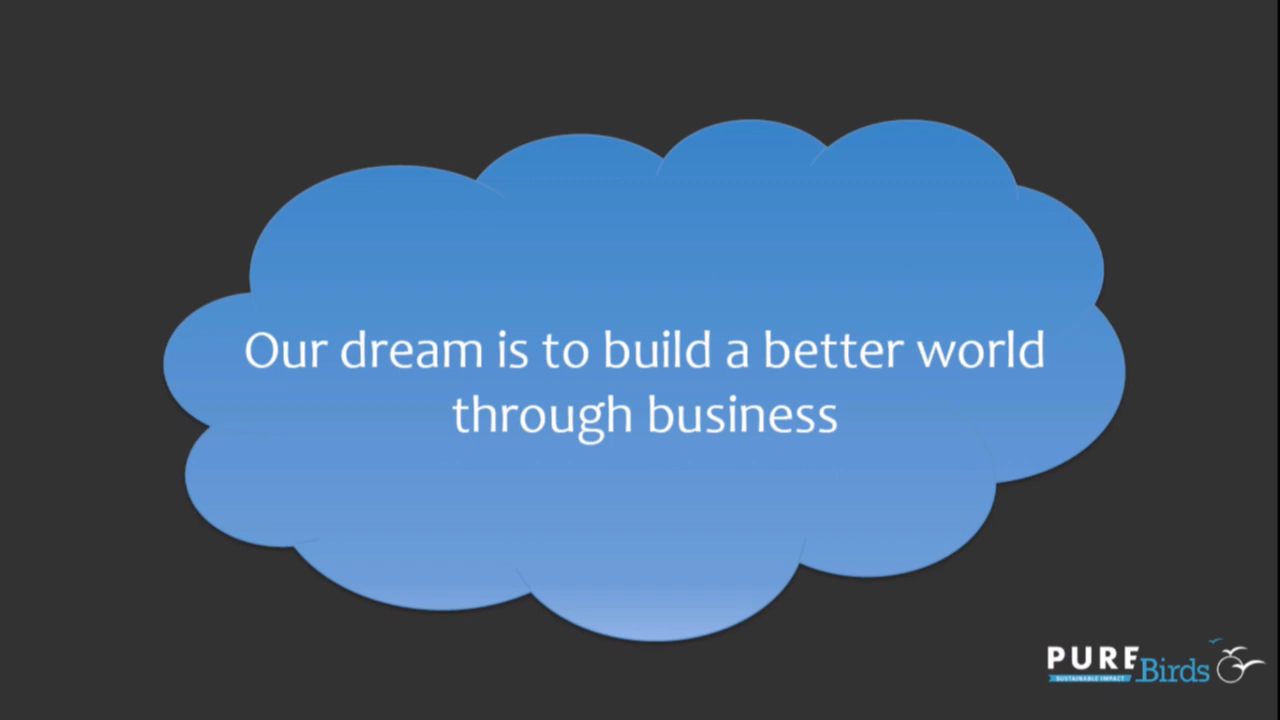 Our dream is to build a better world
through business
PURE Birds
SUSTAINABLE IMPACT